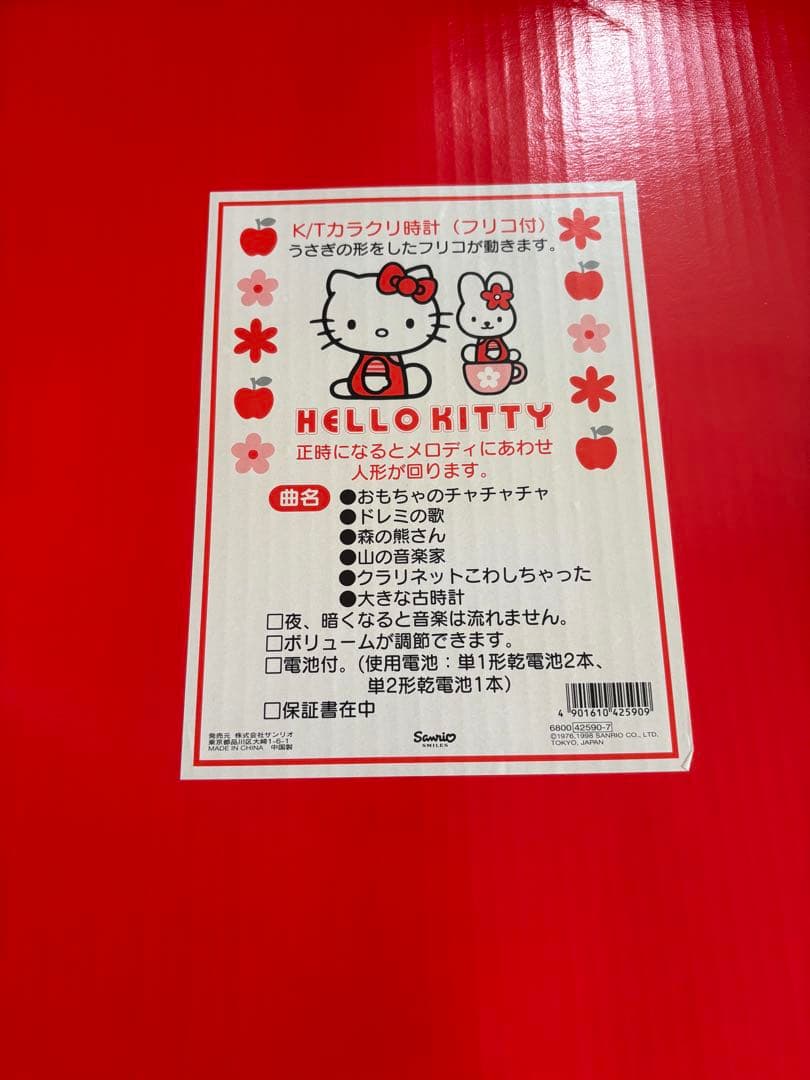 K/Tカラクリ時計（フリコ付）
うさぎの形をしたフリコが動きます。
HELLO KITTY
正時になるとメロディにあわせ
人形が回ります。
曲名 ●おもちゃのチャチャチャ
●ドレミの歌
●森の熊さん
●山の音楽家
●クラリネットこわしちゃった
●大きな古時計
□夜、暗くなると音楽は流れません。
□ボリュームが調節できます。
□電池付。(使用電池：単1形乾電池2本、
単2形乾電池1本)
□保証書在中
4 901610 425909
6800 42590-7
©1976,1998 SANRIO CO., LTD.
TOKYO, JAPAN
Sanrio
SMILES
発売元 株式会社サンリオ
東京都品川区大崎1-6-1
MADE IN CHINA 中国製